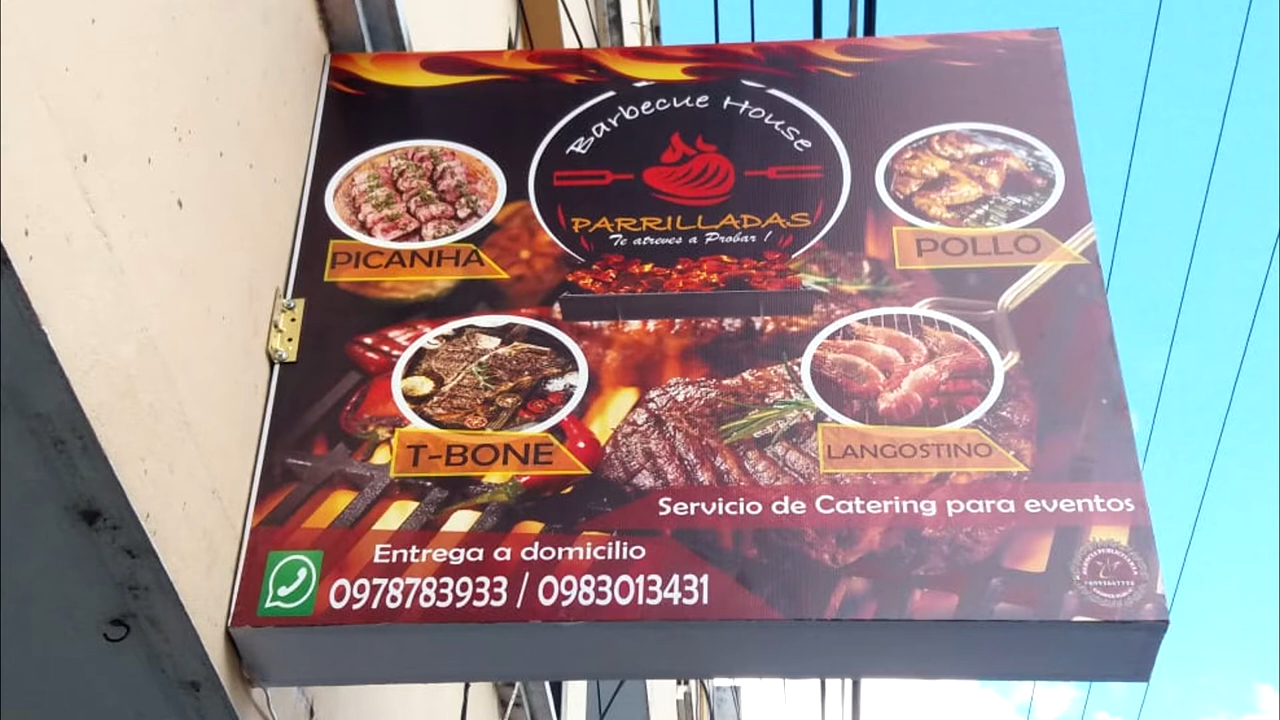 Barbecue House
PARRILLADAS
Te atreves a Probar !
PICANHA
POLLO
T-BONE
LANGOSTINO
Servicio de Catering para eventos
Entrega a domicilio
0978783933 / 0983013431